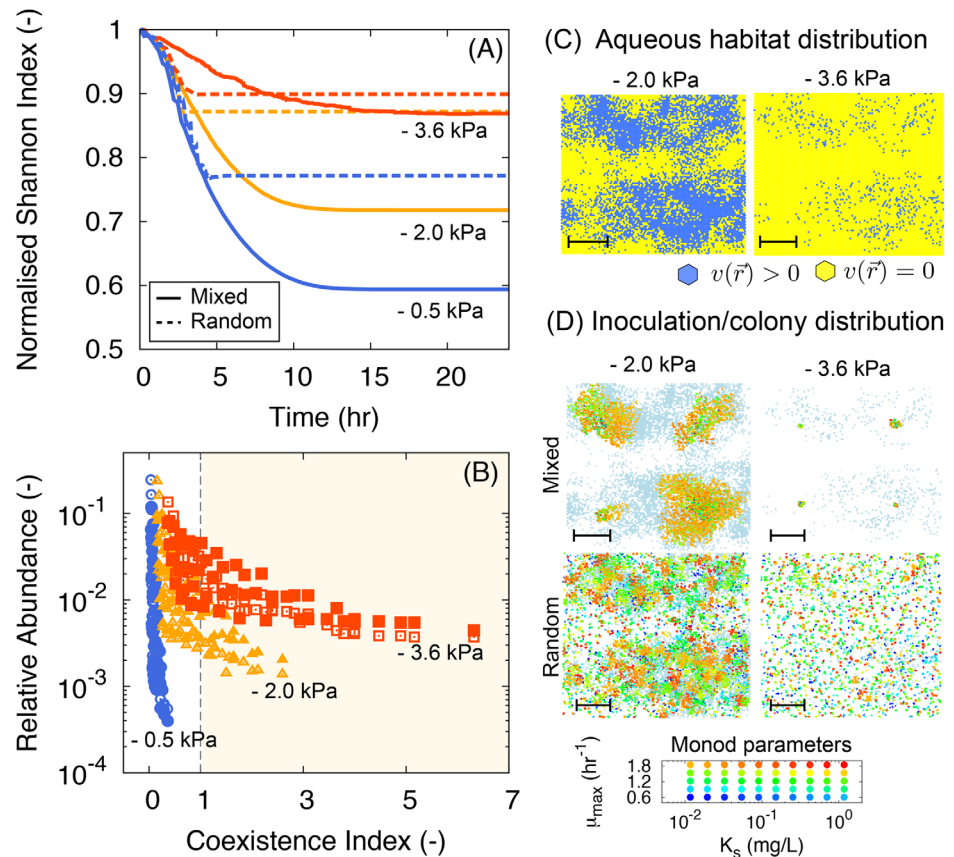 (A)
Normalised Shannon Index (-)
1
0.9
0.8
0.7
0.6
0.5
- 3.6 kPa
- 2.0 kPa
- 0.5 kPa
Mixed
Random
0 5 10 15 20
Time (hr)
(B)
Relative Abundance (-)
10⁻¹
10⁻²
10⁻³
10⁻⁴
- 3.6 kPa
- 2.0 kPa
- 0.5 kPa
0 1 3 5 7
Coexistence Index (-)
(C) Aqueous habitat distribution
- 2.0 kPa - 3.6 kPa
v(r⃗) > 0 v(r⃗) = 0
(D) Inoculation/colony distribution
- 2.0 kPa - 3.6 kPa
Mixed
Random
Monod parameters
μmax (hr⁻¹)
1.8
1.2
0.6
10⁻² 10⁻¹ 10⁰
Kₛ (mg/L)